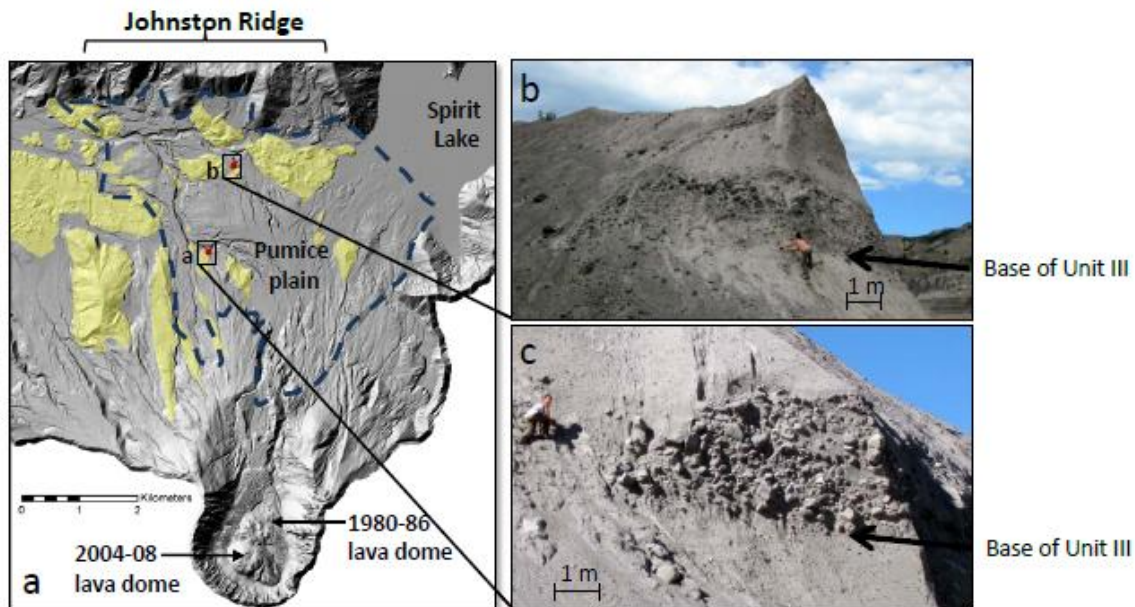 Johnston Ridge
Spirit
Lake
b
a
Pumice
plain
0 1 2
Kilometers
1980-86
lava dome
2004-08
lava dome
a
b
1 m
Base of Unit III
c
1 m
Base of Unit III